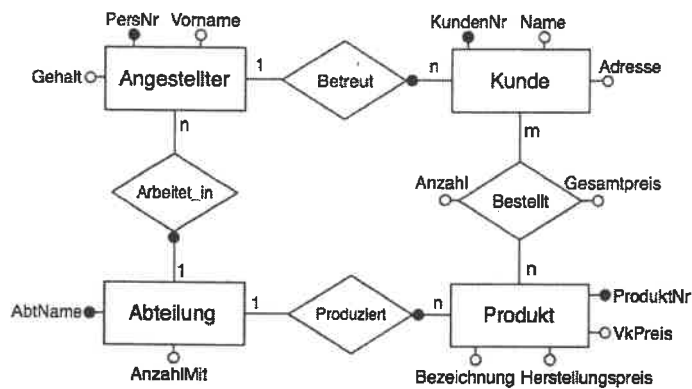 PersNr Vorname
KundenNr Name
Gehalt
Angestellter
1
Betreut
n
Kunde
Adresse
n
m
Arbeitet_in
Anzahl
Gesamtpreis
Bestellt
1
n
AbtName
Abteilung
1
Produziert
n
Produkt
ProduktNr
VkPreis
AnzahlMit
Bezeichnung Herstellungspreis